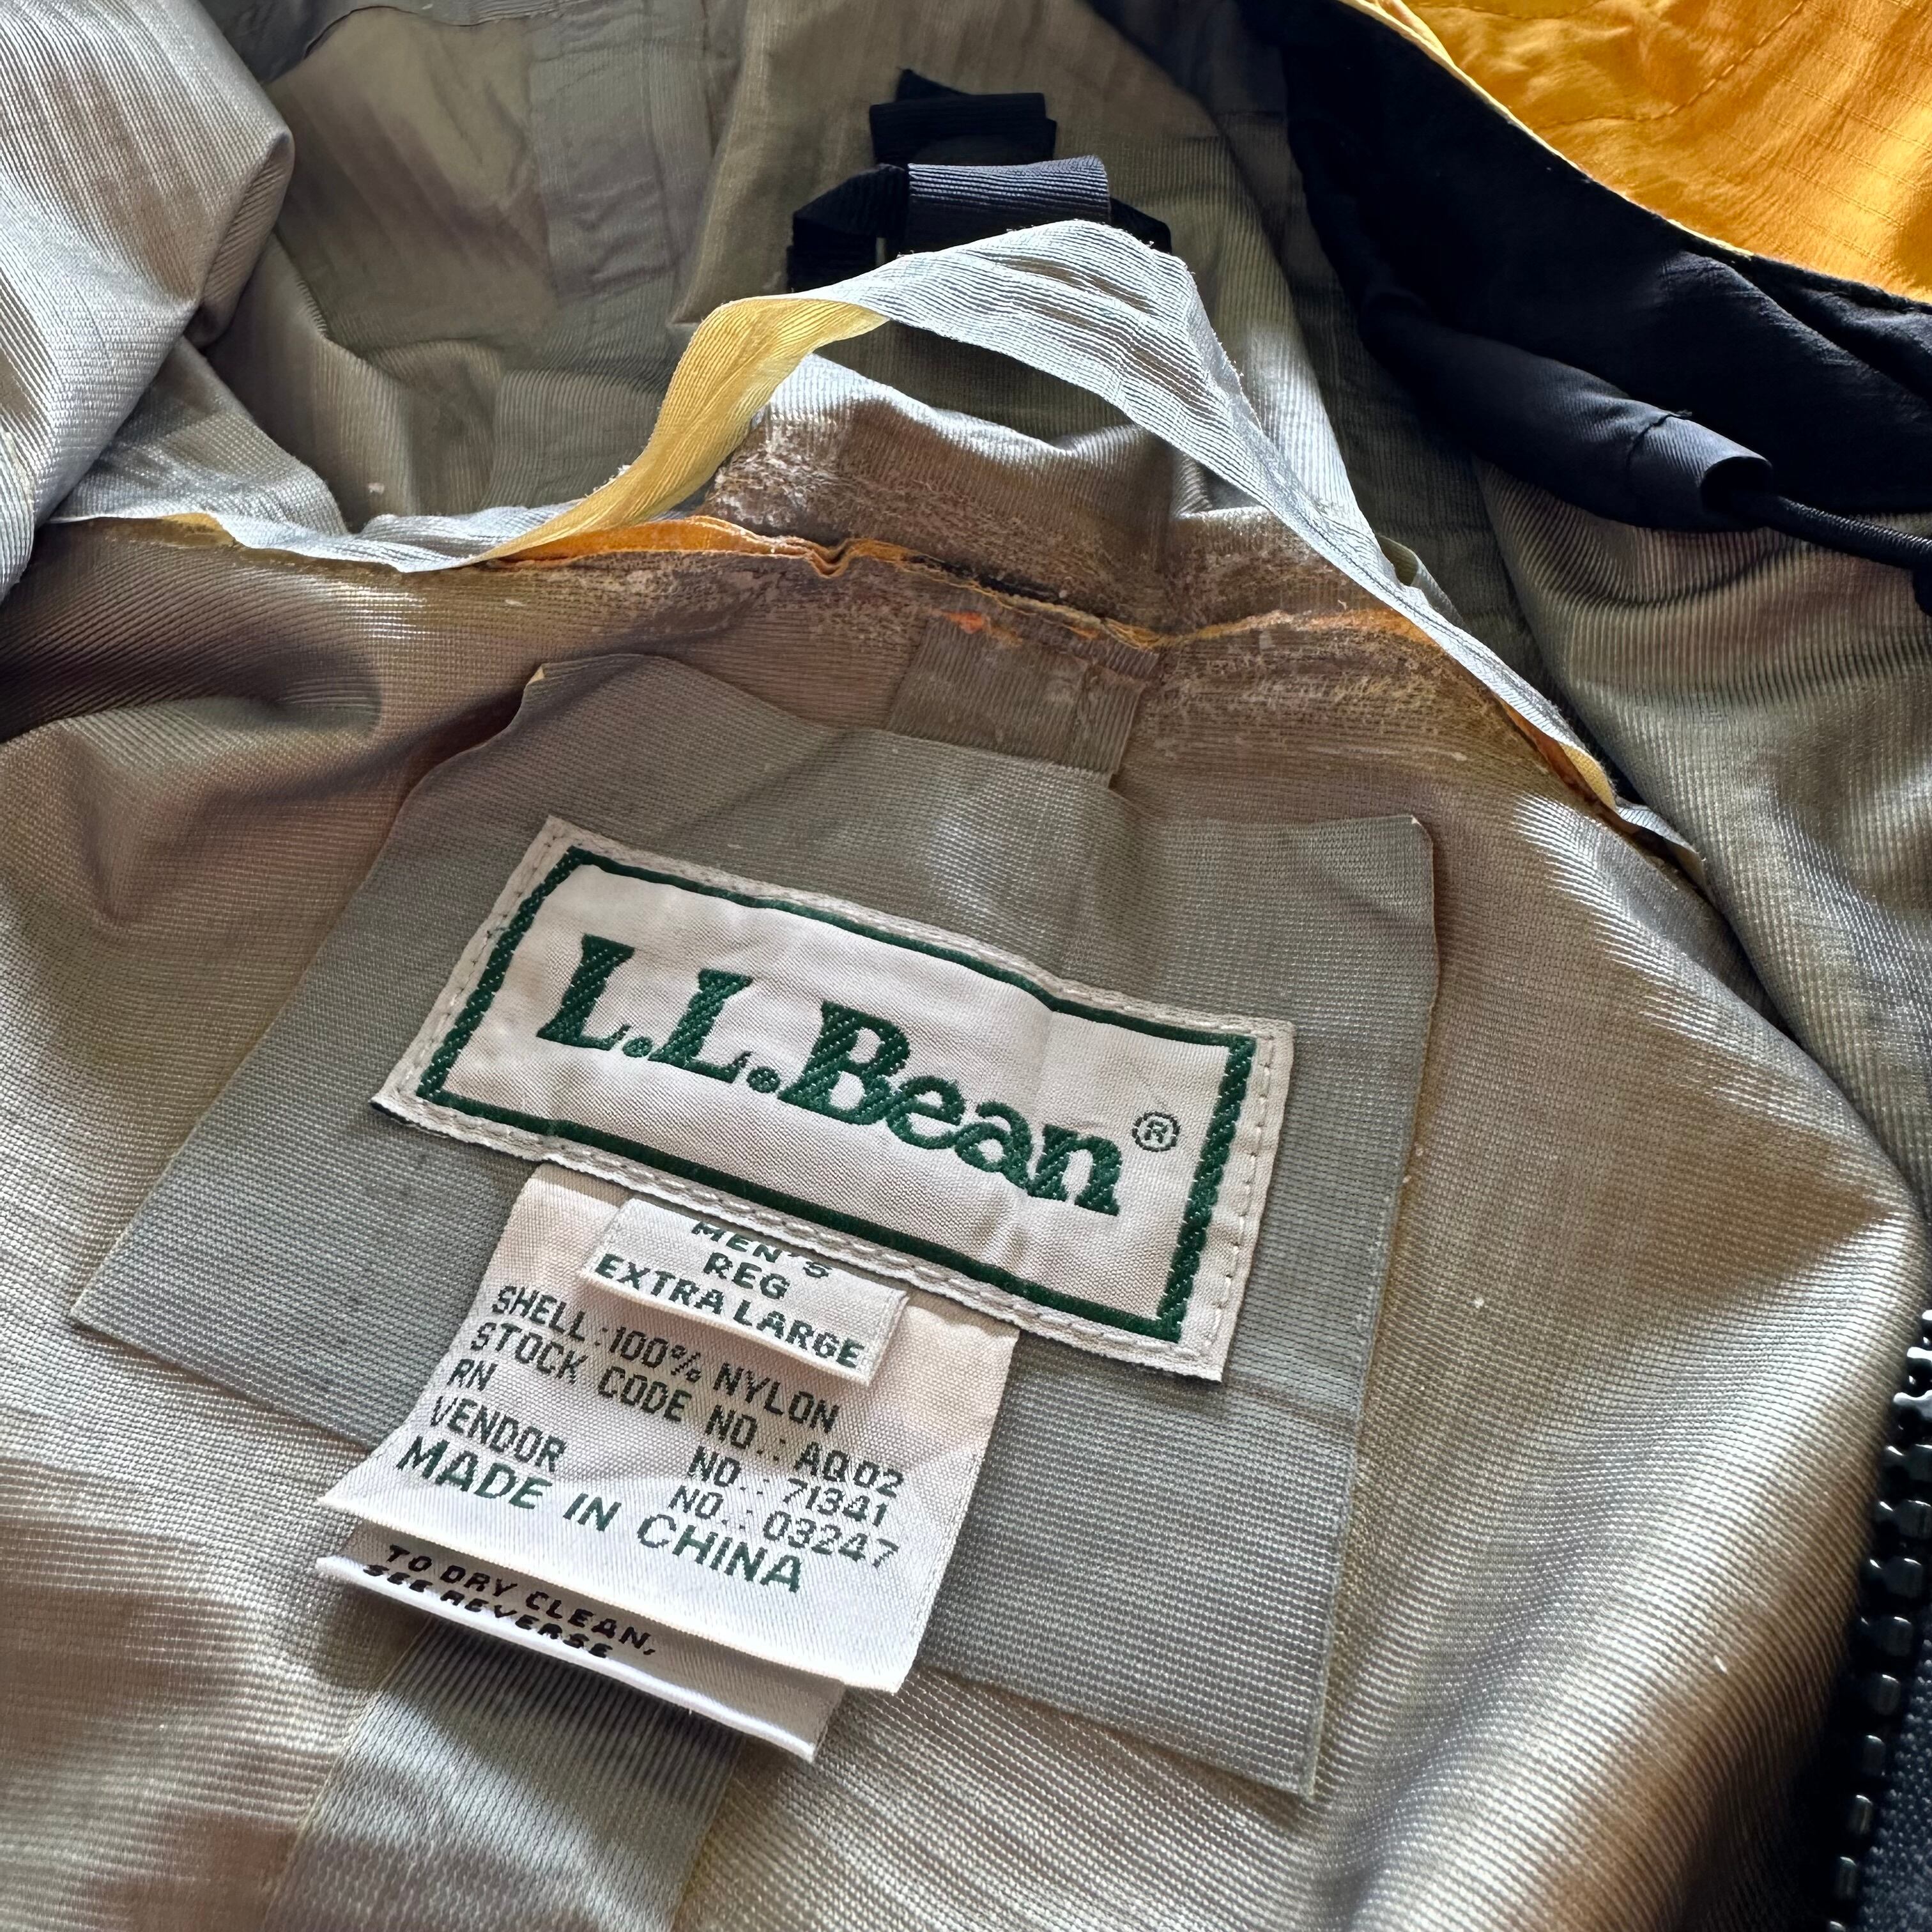 L.L.Bean®
MEN'S
REG
EXTRA LARGE
SHELL:100% NYLON
STOCK CODE NO.: AQ02
RN NO.: 71341
VENDOR NO.: 03247
MADE IN CHINA
TO DRY CLEAN,
SEE REVERSE